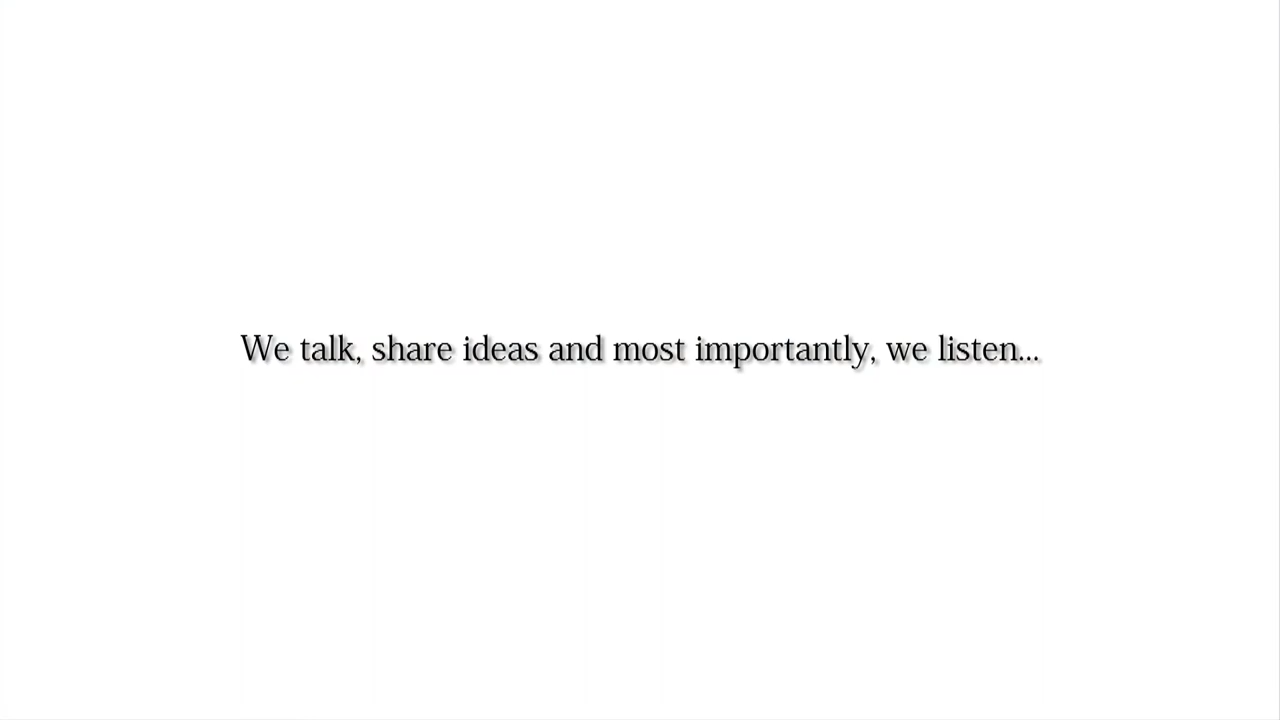 We talk, share ideas and most importantly, we listen...